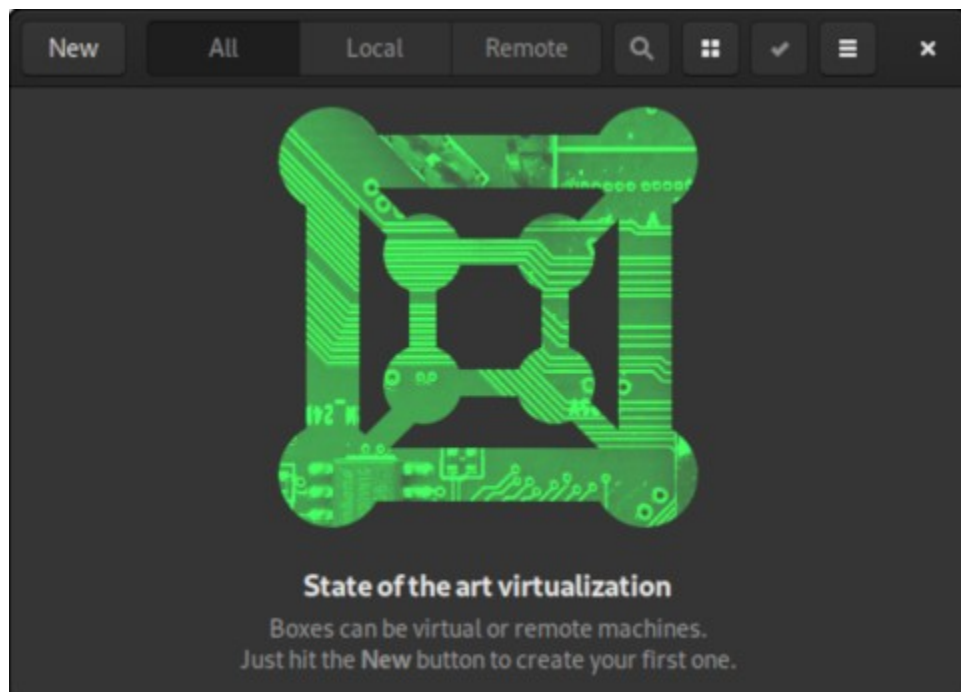 New All Local Remote
State of the art virtualization
Boxes can be virtual or remote machines.
Just hit the New button to create your first one.